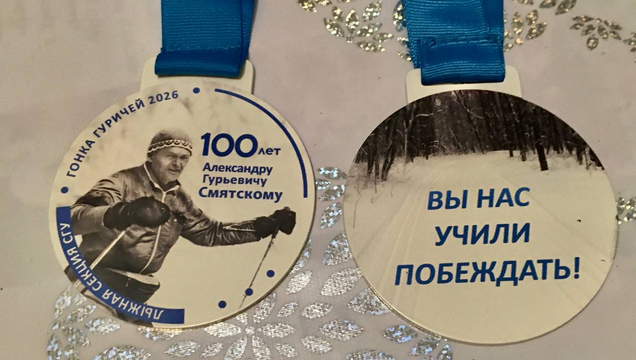 ГОНКА ГУРИЧЕЙ 2026
100 ЛЕТ
Александру
Гурьевичу
Смятскому
ЛЫЖНАЯ СЕКЦИЯ СГУ
ВЫ НАС
УЧИЛИ
ПОБЕЖДАТЬ!